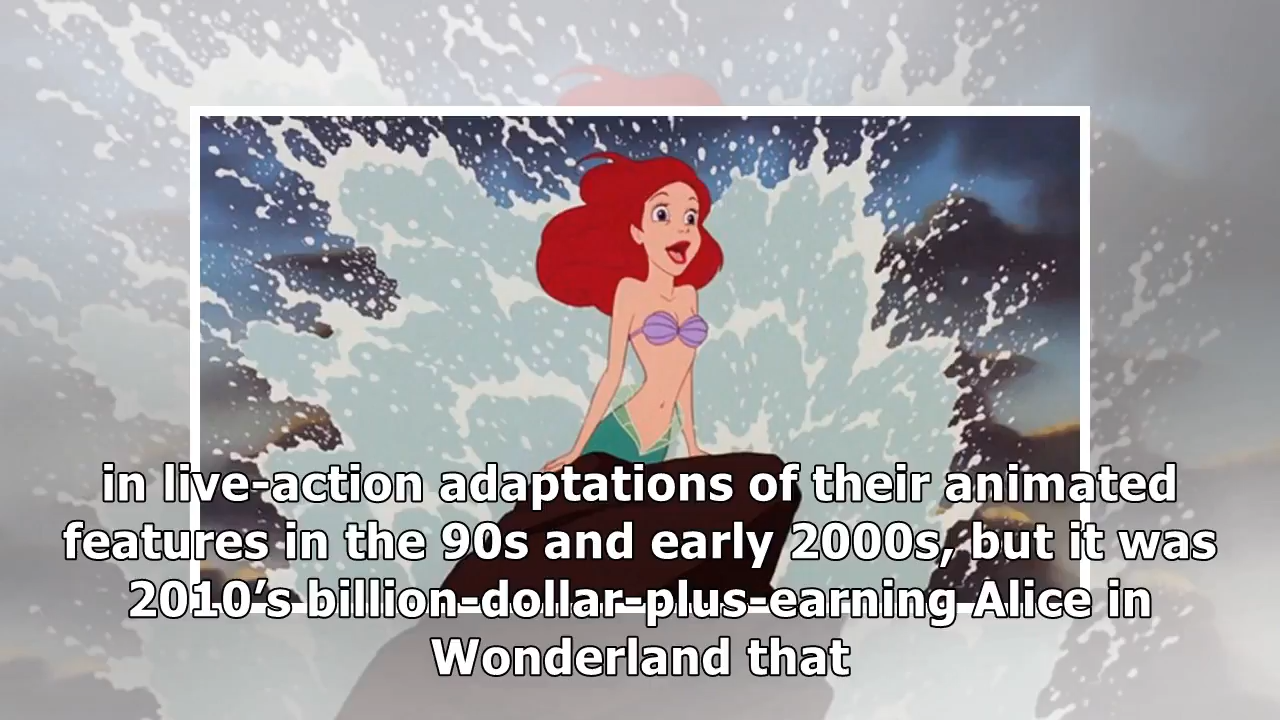 in live-action adaptations of their animated
features in the 90s and early 2000s, but it was
2010’s billion-dollar-plus-earning Alice in
Wonderland that